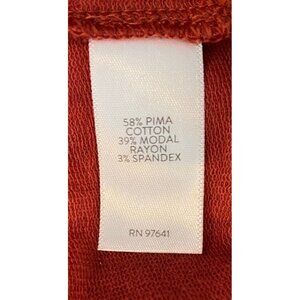 58% PIMA
COTTON
39% MODAL
RAYON
3% SPANDEX
RN 97641